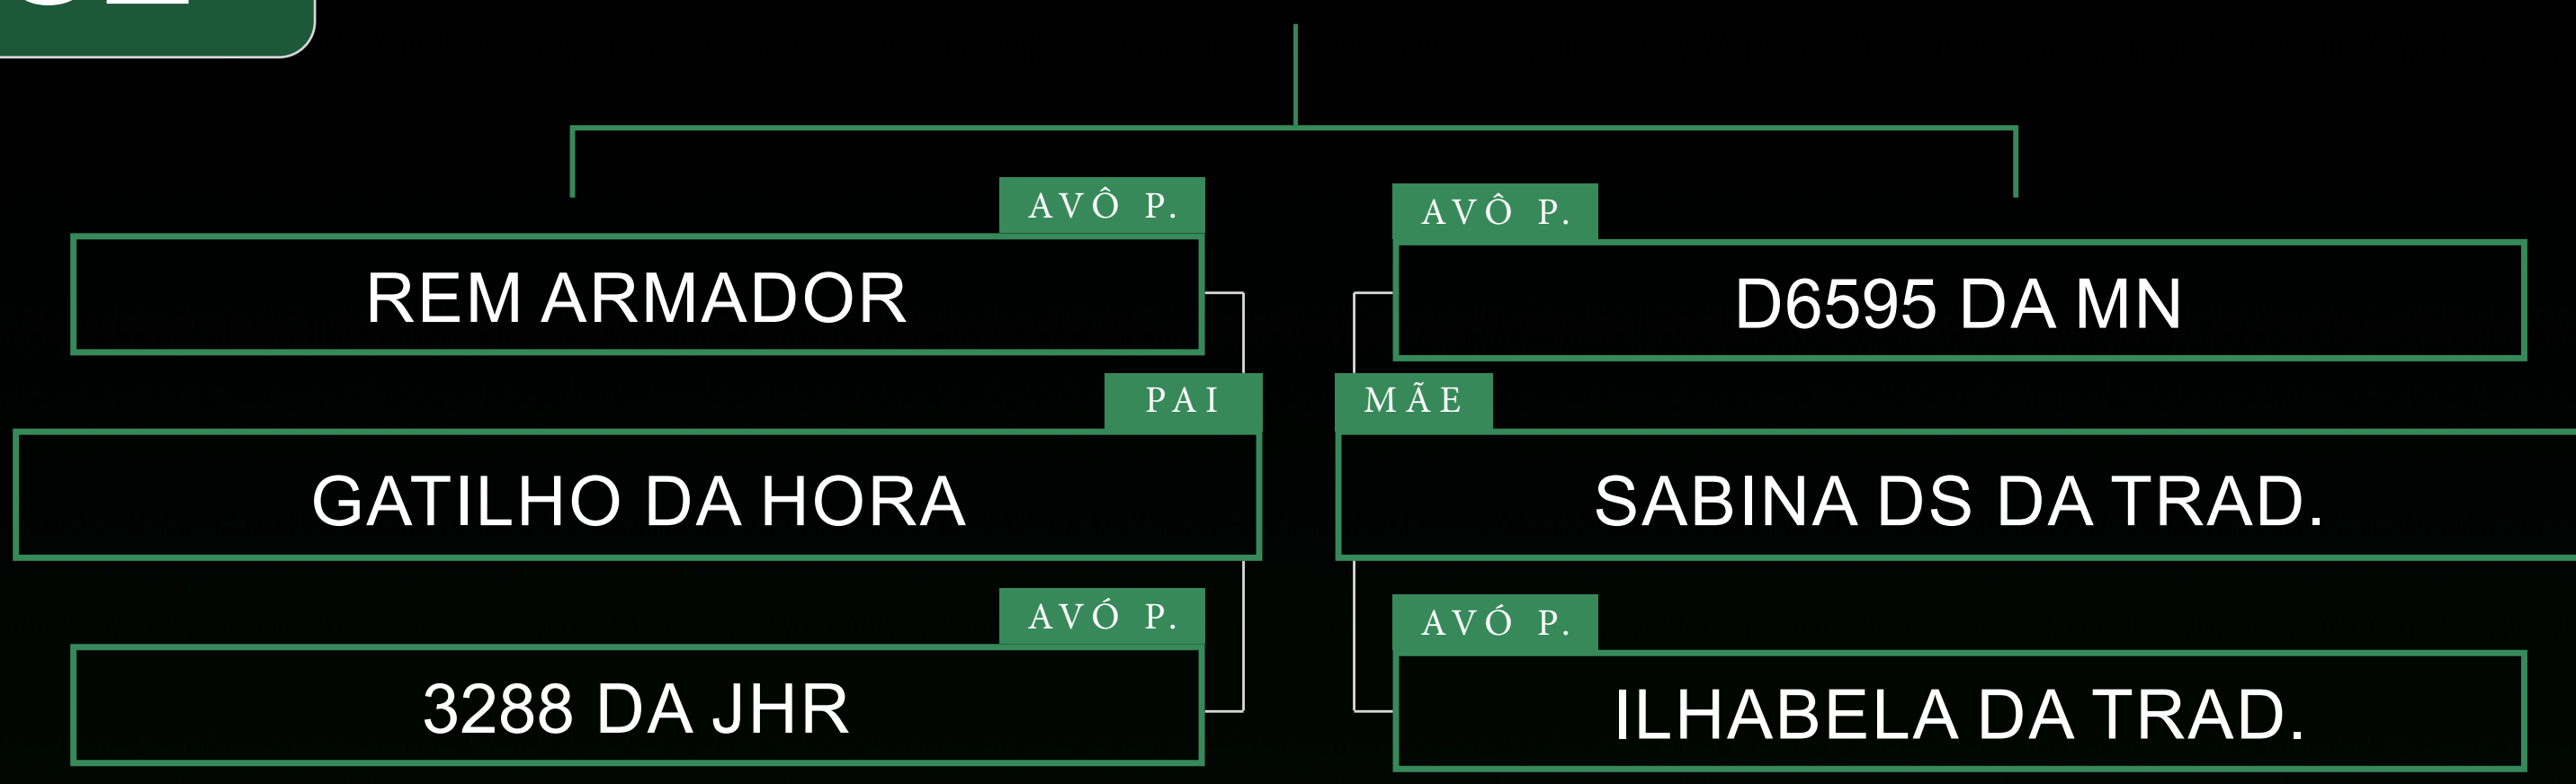 AVÔ P.
REM ARMADOR
PAI
GATILHO DA HORA
AVÓ P.
3288 DA JHR
AVÔ P.
D6595 DA MN
MÃE
SABINA DS DA TRAD.
AVÓ P.
ILHABELA DA TRAD.